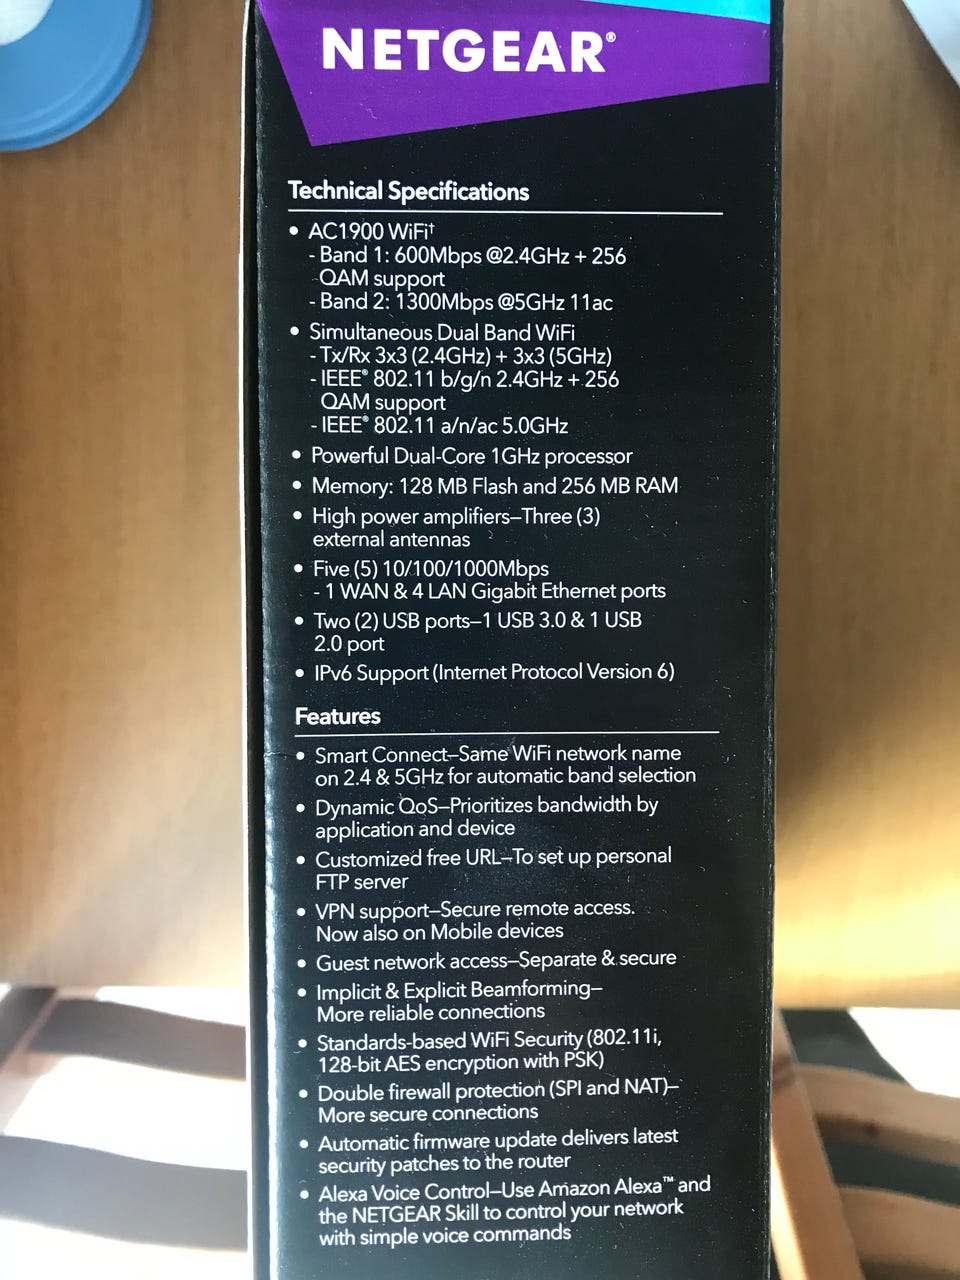 NETGEAR®
Technical Specifications
• AC1900 WiFi†
- Band 1: 600Mbps @2.4GHz + 256
QAM support
- Band 2: 1300Mbps @5GHz 11ac
• Simultaneous Dual Band WiFi
- Tx/Rx 3x3 (2.4GHz) + 3x3 (5GHz)
- IEEE® 802.11 b/g/n 2.4GHz + 256
QAM support
- IEEE® 802.11 a/n/ac 5.0GHz
• Powerful Dual-Core 1GHz processor
• Memory: 128 MB Flash and 256 MB RAM
• High power amplifiers—Three (3)
external antennas
• Five (5) 10/100/1000Mbps
- 1 WAN & 4 LAN Gigabit Ethernet ports
• Two (2) USB ports—1 USB 3.0 & 1 USB
2.0 port
• IPv6 Support (Internet Protocol Version 6)
Features
• Smart Connect—Same WiFi network name
on 2.4 & 5GHz for automatic band selection
• Dynamic QoS—Prioritizes bandwidth by
application and device
• Customized free URL—To set up personal
FTP server
• VPN support—Secure remote access.
Now also on Mobile devices
• Guest network access—Separate & secure
• Implicit & Explicit Beamforming—
More reliable connections
• Standards-based WiFi Security (802.11i,
128-bit AES encryption with PSK)
• Double firewall protection (SPI and NAT)—
More secure connections
• Automatic firmware update delivers latest
security patches to the router
• Alexa Voice Control—Use Amazon Alexa™ and
the NETGEAR Skill to control your network
with simple voice commands